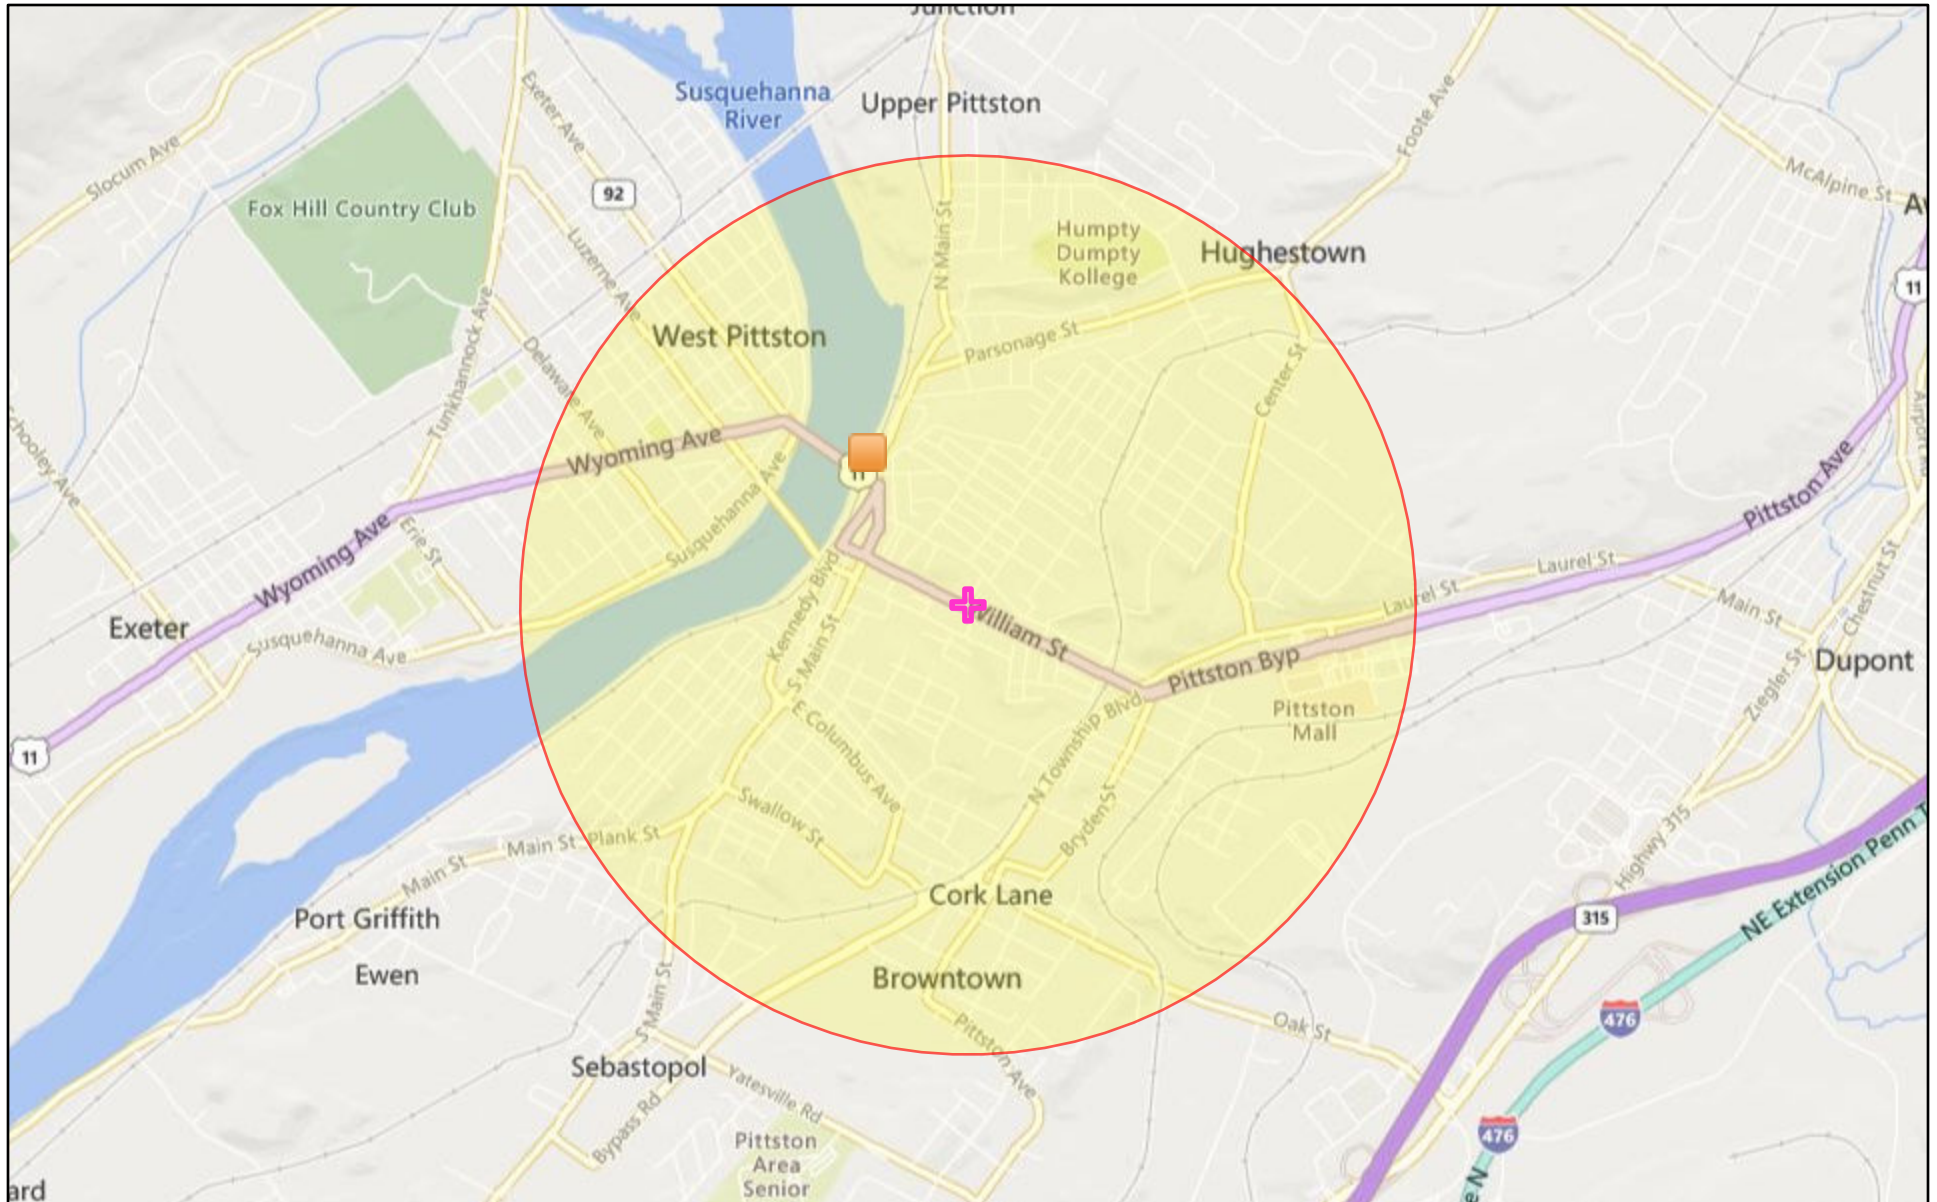 Junction
Susquehanna
River
Upper Pittston
Exeter Ave
Foote Ave
Slocum Ave
McAlpine St
92
Fox Hill Country Club
Humpty
Dumpty
Kollege
Hughestown
N Main St
Luzerne Ave
11
Tunkhannock Ave
West Pittston
Parsonage St
Delaware Ave
Center St
Schooley Ave
Wyoming Ave
11
Pittston Ave
Susquehanna Ave
Erie St
Wyoming Ave
Laurel St
Laurel St
Main St
Chestnut St
Exeter
Susquehanna Ave
Kennedy Blvd
S Main St
William St
Pittston Byp
Dupont
Ziegler St
N Township Blvd
Pittston
Mall
11
E Columbus Ave
Swallow St
Bryden St
Main St
Plank St
Main St
Highway 315
NE Extension Penn T
Cork Lane
Port Griffith
315
Ewen
Browntown
S Main St
Pittston Ave
Oak St
476
Sebastopol
Yatesville Rd
Bypass Rd
476
Pittston
Area
Senior
ard
e N